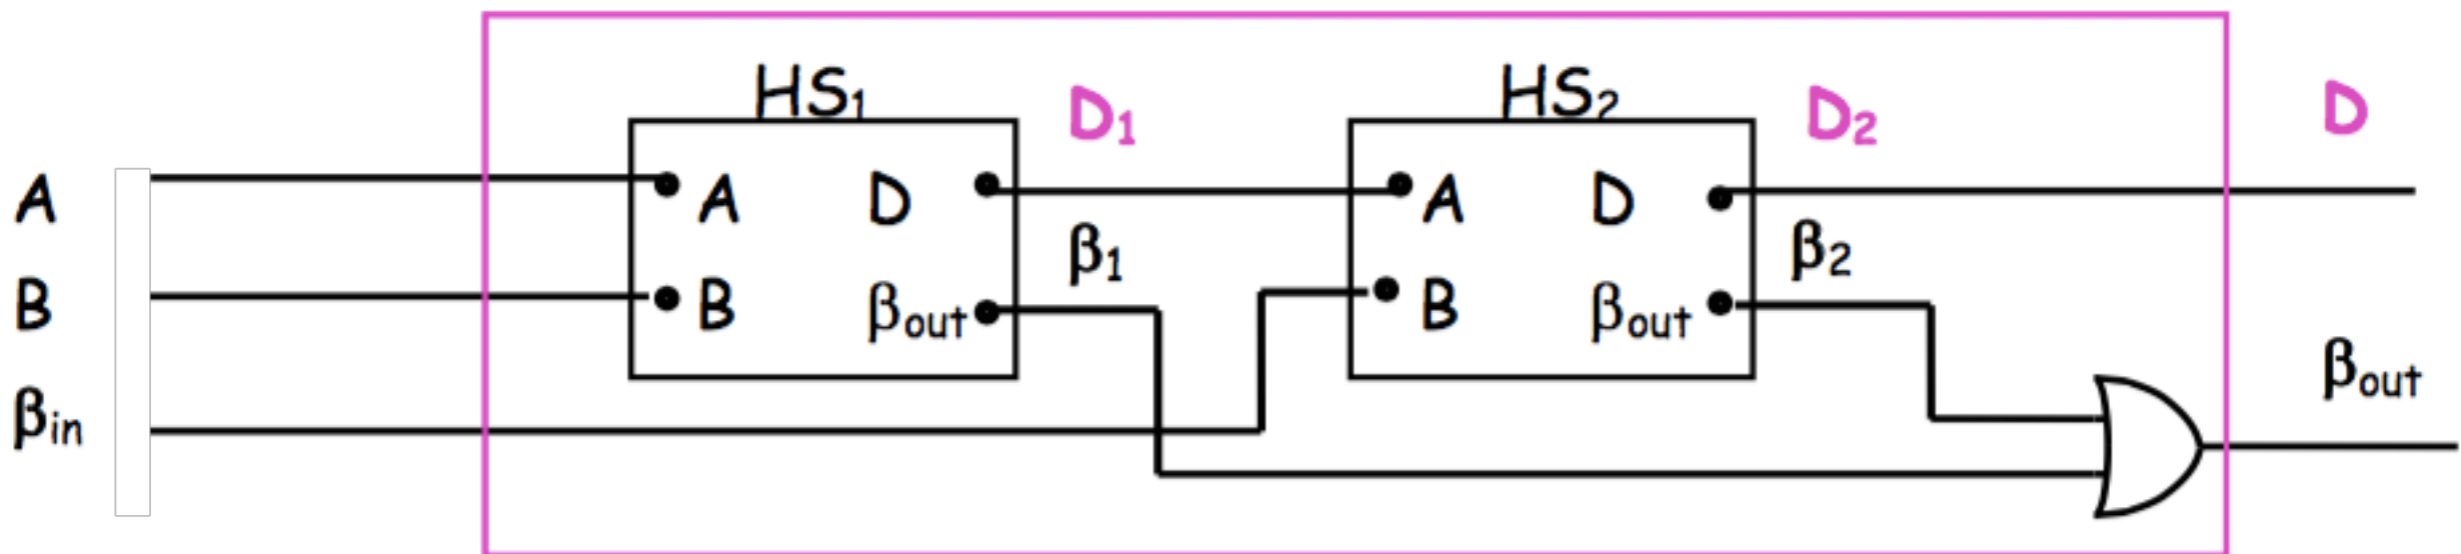 HS₁ D₁ HS₂ D₂ D
A A D A D
β₁ β₂
B B βout B βout
βin βout